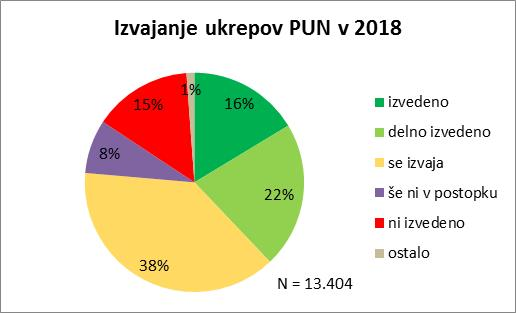 Izvajanje ukrepov PUN v 2018
1%
16%
15%
8%
22%
38%
izvedeno
delno izvedeno
se izvaja
še ni v postopku
ni izvedeno
ostalo
N = 13.404